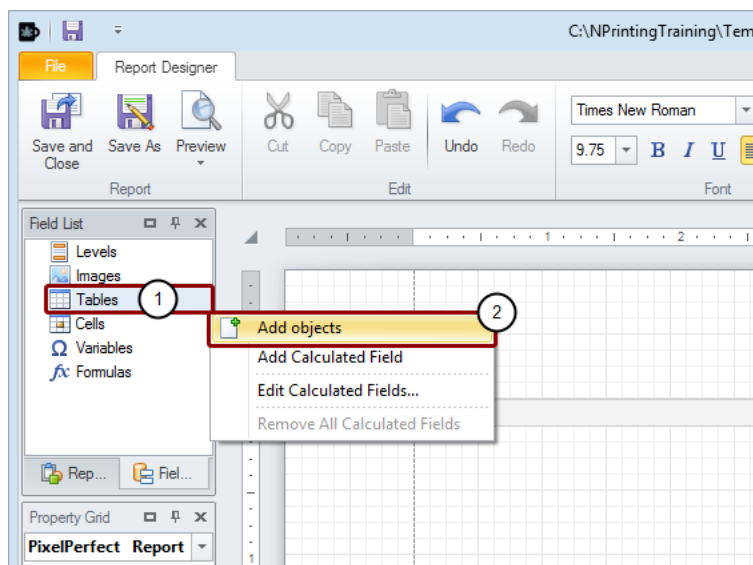 C:\NPrintingTraining\Tem
File
Report Designer
Save and Close
Save As
Preview
Cut
Copy
Paste
Undo
Redo
Times New Roman
9.75
B I U
Report
Edit
Font
Field List
Levels
Images
Tables
1
Cells
Variables
fx Formulas
2
Add objects
Add Calculated Field
Edit Calculated Fields...
Remove All Calculated Fields
Rep...
Fiel...
Property Grid
PixelPerfect Report
1
2
1